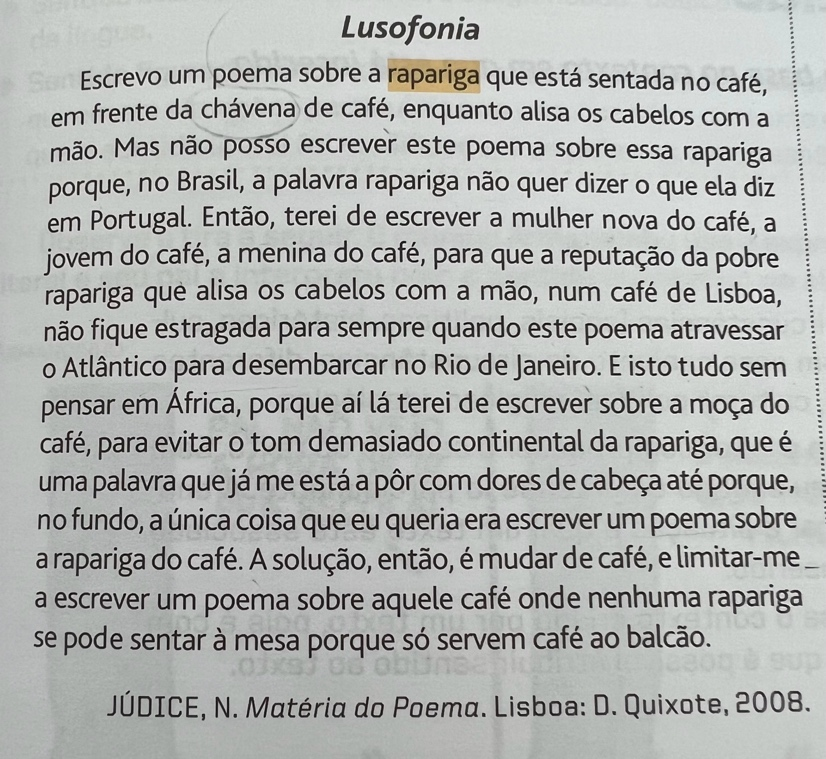 Lusofonia
Escrevo um poema sobre a rapariga que está sentada no café,
em frente da chávena de café, enquanto alisa os cabelos com a
mão. Mas não posso escrever este poema sobre essa rapariga
porque, no Brasil, a palavra rapariga não quer dizer o que ela diz
em Portugal. Então, terei de escrever a mulher nova do café, a
jovem do café, a menina do café, para que a reputação da pobre
rapariga que alisa os cabelos com a mão, num café de Lisboa,
não fique estragada para sempre quando este poema atravessar
o Atlântico para desembarcar no Rio de Janeiro. E isto tudo sem
pensar em África, porque aí lá terei de escrever sobre a moça do
café, para evitar o tom demasiado continental da rapariga, que é
uma palavra que já me está a pôr com dores de cabeça até porque,
no fundo, a única coisa que eu queria era escrever um poema sobre
a rapariga do café. A solução, então, é mudar de café, e limitar-me
a escrever um poema sobre aquele café onde nenhuma rapariga
se pode sentar à mesa porque só servem café ao balcão.
JÚDICE, N. Matéria do Poema. Lisboa: D. Quixote, 2008.